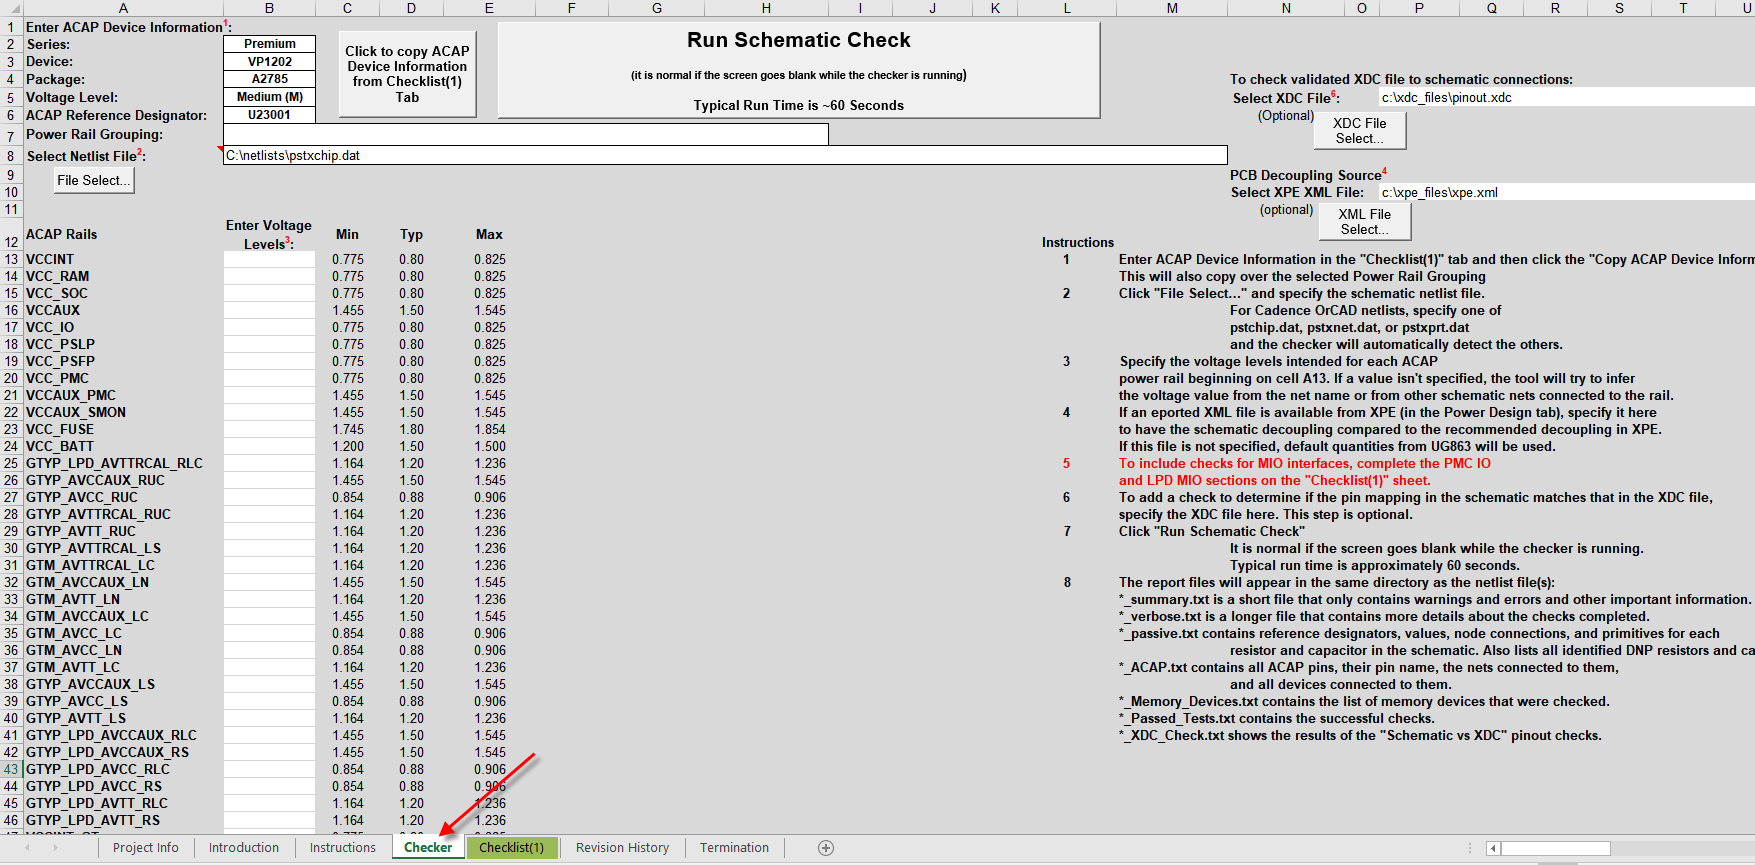 A B C D E F G H I J K L M N O P Q R S T U
1 Enter ACAP Device Information1:
2 Series: Premium
3 Device: VP1202
4 Package: A2785
5 Voltage Level: Medium (M)
6 ACAP Reference Designator: U23001
7 Power Rail Grouping:
8 Select Netlist File2: C:\netlists\pstxchip.dat
9
File Select...
10
11
Click to copy ACAP
Device Information
from Checklist(1)
Tab
Run Schematic Check
(it is normal if the screen goes blank while the checker is running)
Typical Run Time is ~60 Seconds
To check validated XDC file to schematic connections:
Select XDC File6: c:\xdc_files\pinout.xdc
(Optional)
XDC File
Select...
PCB Decoupling Source4
Select XPE XML File: c:\xpe_files\xpe.xml
(optional)
XML File
Select...
12 ACAP Rails Enter Voltage Levels3: Min Typ Max
13 VCCINT 0.775 0.80 0.825
14 VCC_RAM 0.775 0.80 0.825
15 VCC_SOC 0.775 0.80 0.825
16 VCCAUX 1.455 1.50 1.545
17 VCC_IO 0.775 0.80 0.825
18 VCC_PSLP 0.775 0.80 0.825
19 VCC_PSFP 0.775 0.80 0.825
20 VCC_PMC 0.775 0.80 0.825
21 VCCAUX_PMC 1.455 1.50 1.545
22 VCCAUX_SMON 1.455 1.50 1.545
23 VCC_FUSE 1.745 1.80 1.854
24 VCC_BATT 1.200 1.50 1.500
25 GTYP_LPD_AVTTRCAL_RLC 1.164 1.20 1.236
26 GTYP_AVCCAUX_RUC 1.455 1.50 1.545
27 GTYP_AVCC_RUC 0.854 0.88 0.906
28 GTYP_AVTTRCAL_RUC 1.164 1.20 1.236
29 GTYP_AVTT_RUC 1.164 1.20 1.236
30 GTYP_AVTTRCAL_LS 1.164 1.20 1.236
31 GTM_AVTTRCAL_LC 1.164 1.20 1.236
32 GTM_AVCCAUX_LN 1.455 1.50 1.545
33 GTM_AVTT_LN 1.164 1.20 1.236
34 GTM_AVCCAUX_LC 1.455 1.50 1.545
35 GTM_AVCC_LC 0.854 0.88 0.906
36 GTM_AVCC_LN 0.854 0.88 0.906
37 GTM_AVTT_LC 1.164 1.20 1.236
38 GTYP_AVCCAUX_LS 1.455 1.50 1.545
39 GTYP_AVCC_LS 0.854 0.88 0.906
40 GTYP_AVTT_LS 1.164 1.20 1.236
41 GTYP_LPD_AVCCAUX_RLC 1.455 1.50 1.545
42 GTYP_LPD_AVCCAUX_RS 1.455 1.50 1.545
43 GTYP_LPD_AVCC_RLC 0.854 0.88 0.906
44 GTYP_LPD_AVCC_RS 0.854 0.88 0.906
45 GTYP_LPD_AVTT_RLC 1.164 1.20 1.236
46 GTYP_LPD_AVTT_RS 1.164 1.20 1.236
Instructions
1 Enter ACAP Device Information in the "Checklist(1)" tab and then click the "Copy ACAP Device Inform
This will also copy over the selected Power Rail Grouping
2 Click "File Select..." and specify the schematic netlist file.
For Cadence OrCAD netlists, specify one of
pstchip.dat, pstxnet.dat, or pstxprt.dat
and the checker will automatically detect the others.
3 Specify the voltage levels intended for each ACAP
power rail beginning on cell A13. If a value isn't specified, the tool will try to infer
the voltage value from the net name or from other schematic nets connected to the rail.
4 If an eported XML file is available from XPE (in the Power Design tab), specify it here
to have the schematic decoupling compared to the recommended decoupling in XPE.
If this file is not specified, default quantities from UG863 will be used.
5 To include checks for MIO interfaces, complete the PMC IO
and LPD MIO sections on the "Checklist(1)" sheet.
6 To add a check to determine if the pin mapping in the schematic matches that in the XDC file,
specify the XDC file here. This step is optional.
7 Click "Run Schematic Check"
It is normal if the screen goes blank while the checker is running.
Typical run time is approximately 60 seconds.
8 The report files will appear in the same directory as the netlist file(s):
*_summary.txt is a short file that only contains warnings and errors and other important information.
*_verbose.txt is a longer file that contains more details about the checks completed.
*_passive.txt contains reference designators, values, node connections, and primitives for each
resistor and capacitor in the schematic. Also lists all identified DNP resistors and ca
*_ACAP.txt contains all ACAP pins, their pin name, the nets connected to them,
and all devices connected to them.
*_Memory_Devices.txt contains the list of memory devices that were checked.
*_Passed_Tests.txt contains the successful checks.
*_XDC_Check.txt shows the results of the "Schematic vs XDC" pinout checks.
Project Info Introduction Instructions Checker Checklist(1) Revision History Termination